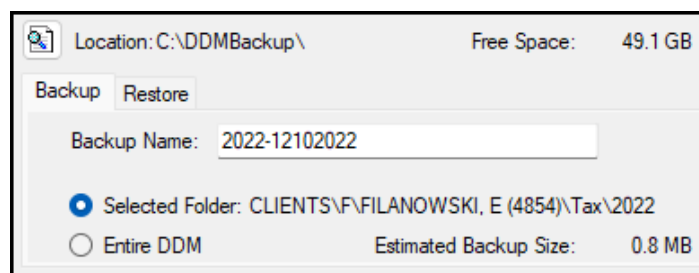 Location: C:\DDMBackup\ Free Space: 49.1 GB
Backup Restore
Backup Name: 2022-12102022
Selected Folder: CLIENTS\F\FILANOWSKI, E (4854)\Tax\2022
Entire DDM Estimated Backup Size: 0.8 MB